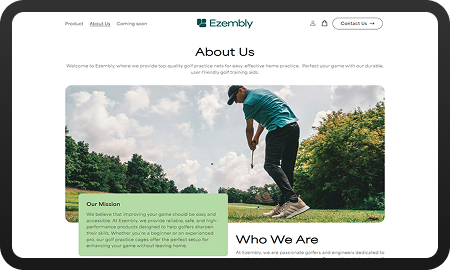 Product About Us Coming soon Ezembly Contact Us →
About Us
Welcome to Ezembly, where we provide top-quality golf practice nets for easy, effective home practice. Perfect your game with our durable,
user-friendly golf training aids.
Our Mission
We believe that improving your game should be easy and
accessible. At Ezembly, we provide reliable, safe, and high-
performance products designed to help golfers sharpen
their skills. Whether you're a beginner or an experienced
pro, our golf practice cages offer the perfect setup for
enhancing your game without leaving home.
Who We Are
At Ezembly, we are passionate golfers and engineers dedicated to